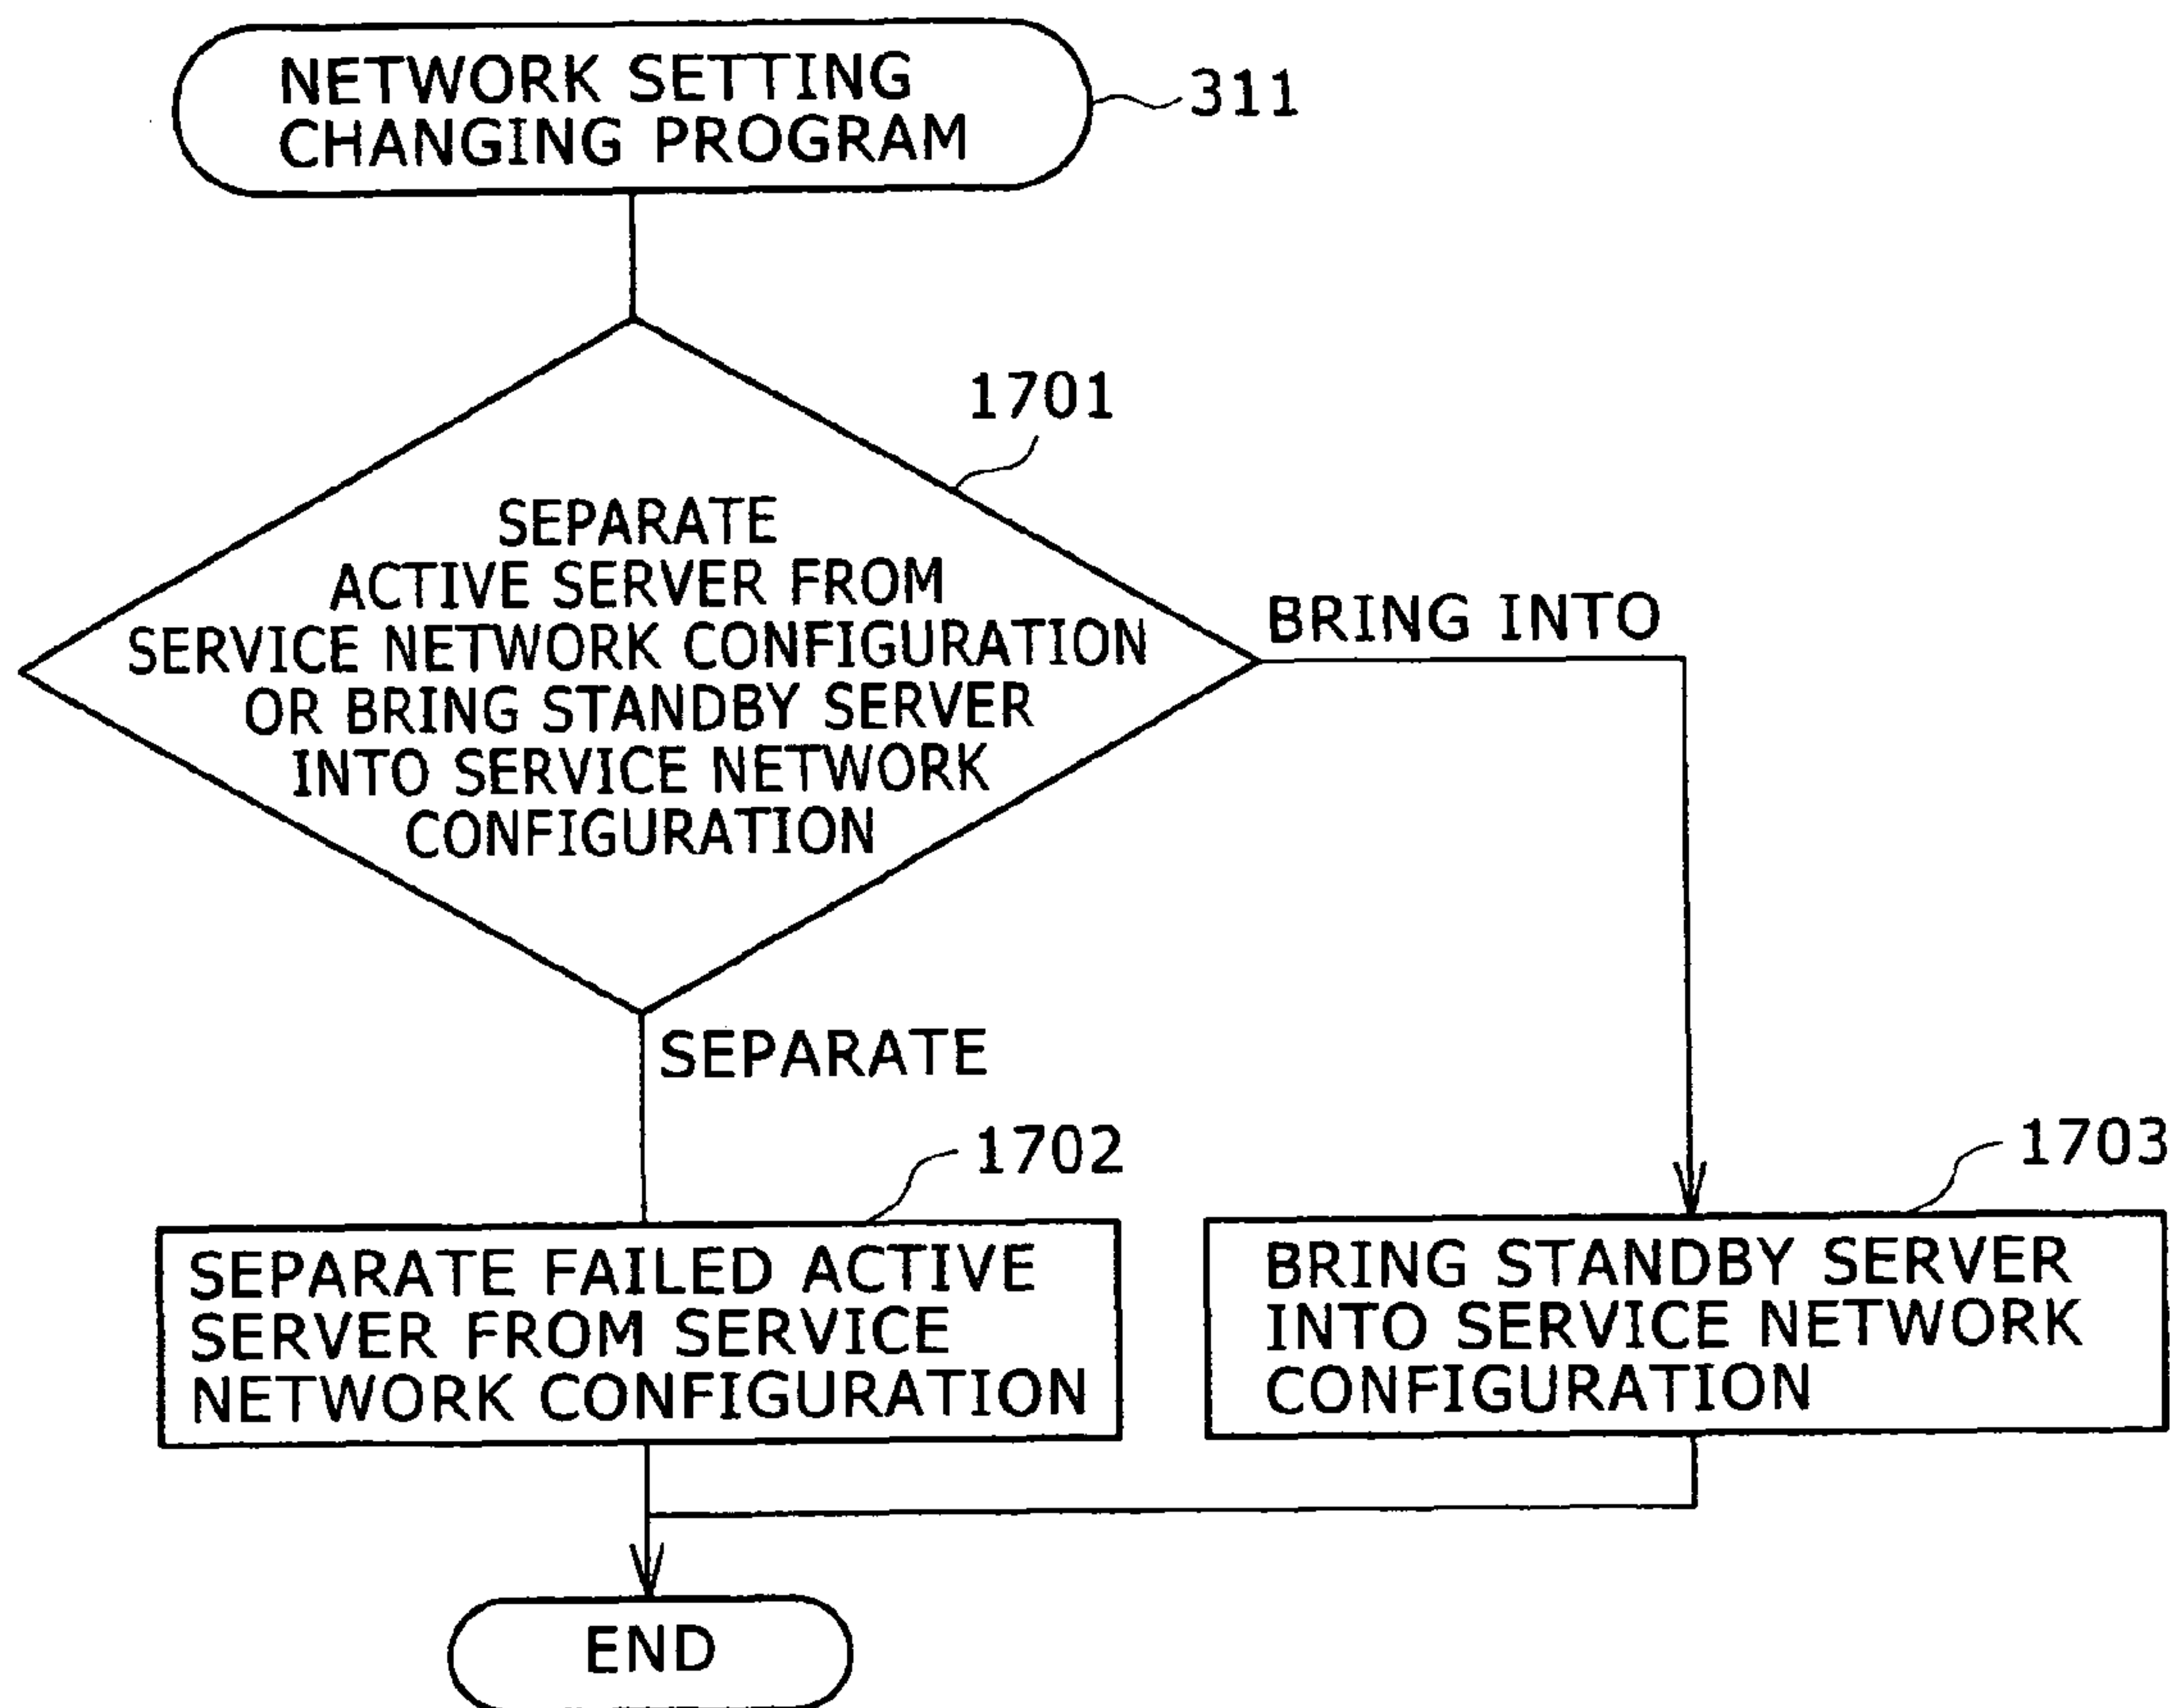 NETWORK SETTING
CHANGING PROGRAM
311
1701
SEPARATE
ACTIVE SERVER FROM
SERVICE NETWORK CONFIGURATION
OR BRING STANDBY SERVER
INTO SERVICE NETWORK
CONFIGURATION
BRING INTO
SEPARATE
1702
1703
SEPARATE FAILED ACTIVE
SERVER FROM SERVICE
NETWORK CONFIGURATION
BRING STANDBY SERVER
INTO SERVICE NETWORK
CONFIGURATION
END